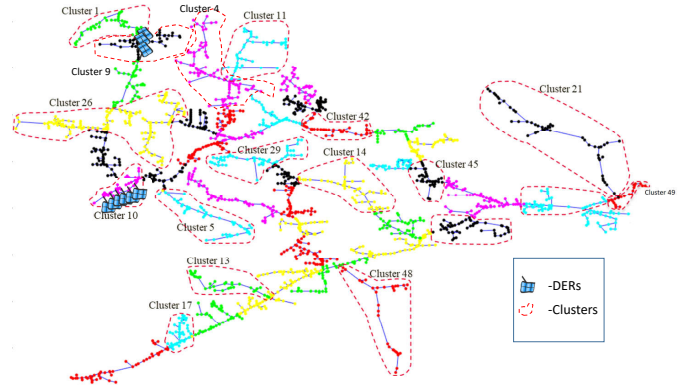 Cluster 1
Cluster 4
Cluster 11
Cluster 9
Cluster 26
Cluster 42
Cluster 21
Cluster 29
Cluster 14
Cluster 45
Cluster 49
Cluster 10
Cluster 5
Cluster 13
Cluster 48
Cluster 17
-DERs
-Clusters